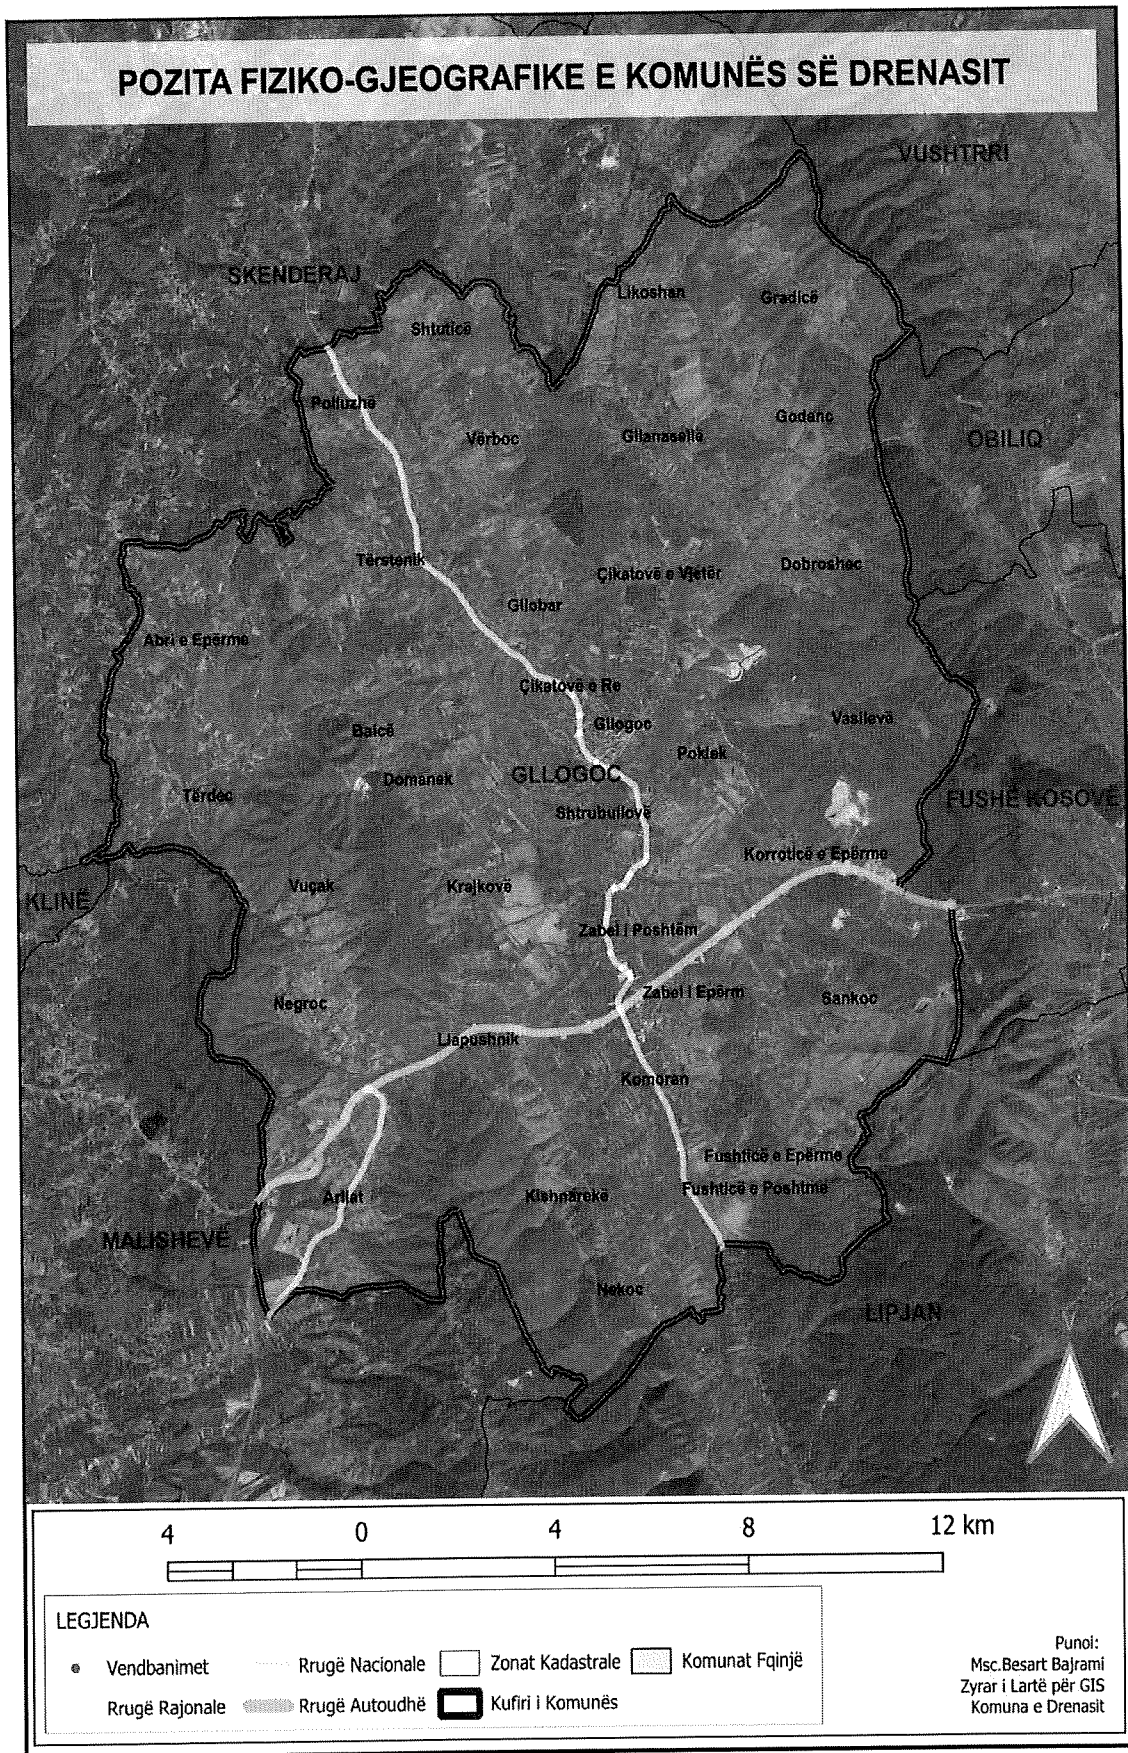 POZITA FIZIKO-GJEOGRAFIKE E KOMUNËS SË DRENASIT
VUSHTRRI
SKENDERAJ
Likoshan
Gradicë
Shtuticë
Polluzhë
Vërboc
Gllanasellë
Godanc
OBILIQ
Tërstenik
Çikatovë e Vjetër
Dobroshec
Gllobar
Abri e Epërme
Çikatovë e Re
Gllogoc
Vasilevë
Balcë
Poklek
Domanek
GLLOGOC
Tërdec
Shtrubullovë
FUSHË KOSOVË
Korroticë e Epërme
Vuçak
Krajkovë
KLINË
Zabel i Poshtëm
Negroc
Zabel i Epërm
Sankoc
Llapushnik
Komoran
Fushticë e Epërme
Arllat
Kishnarekë
Fushticë e Poshtme
MALISHEVË
Nekoc
LIPJAN
4 0 4 8 12 km
LEGJENDA
Vendbanimet
Rrugë Nacionale
Zonat Kadastrale
Komunat Fqinjë
Rrugë Rajonale
Rrugë Autoudhë
Kufiri i Komunës
Punoi:
Msc.Besart Bajrami
Zyrar i Lartë për GIS
Komuna e Drenasit